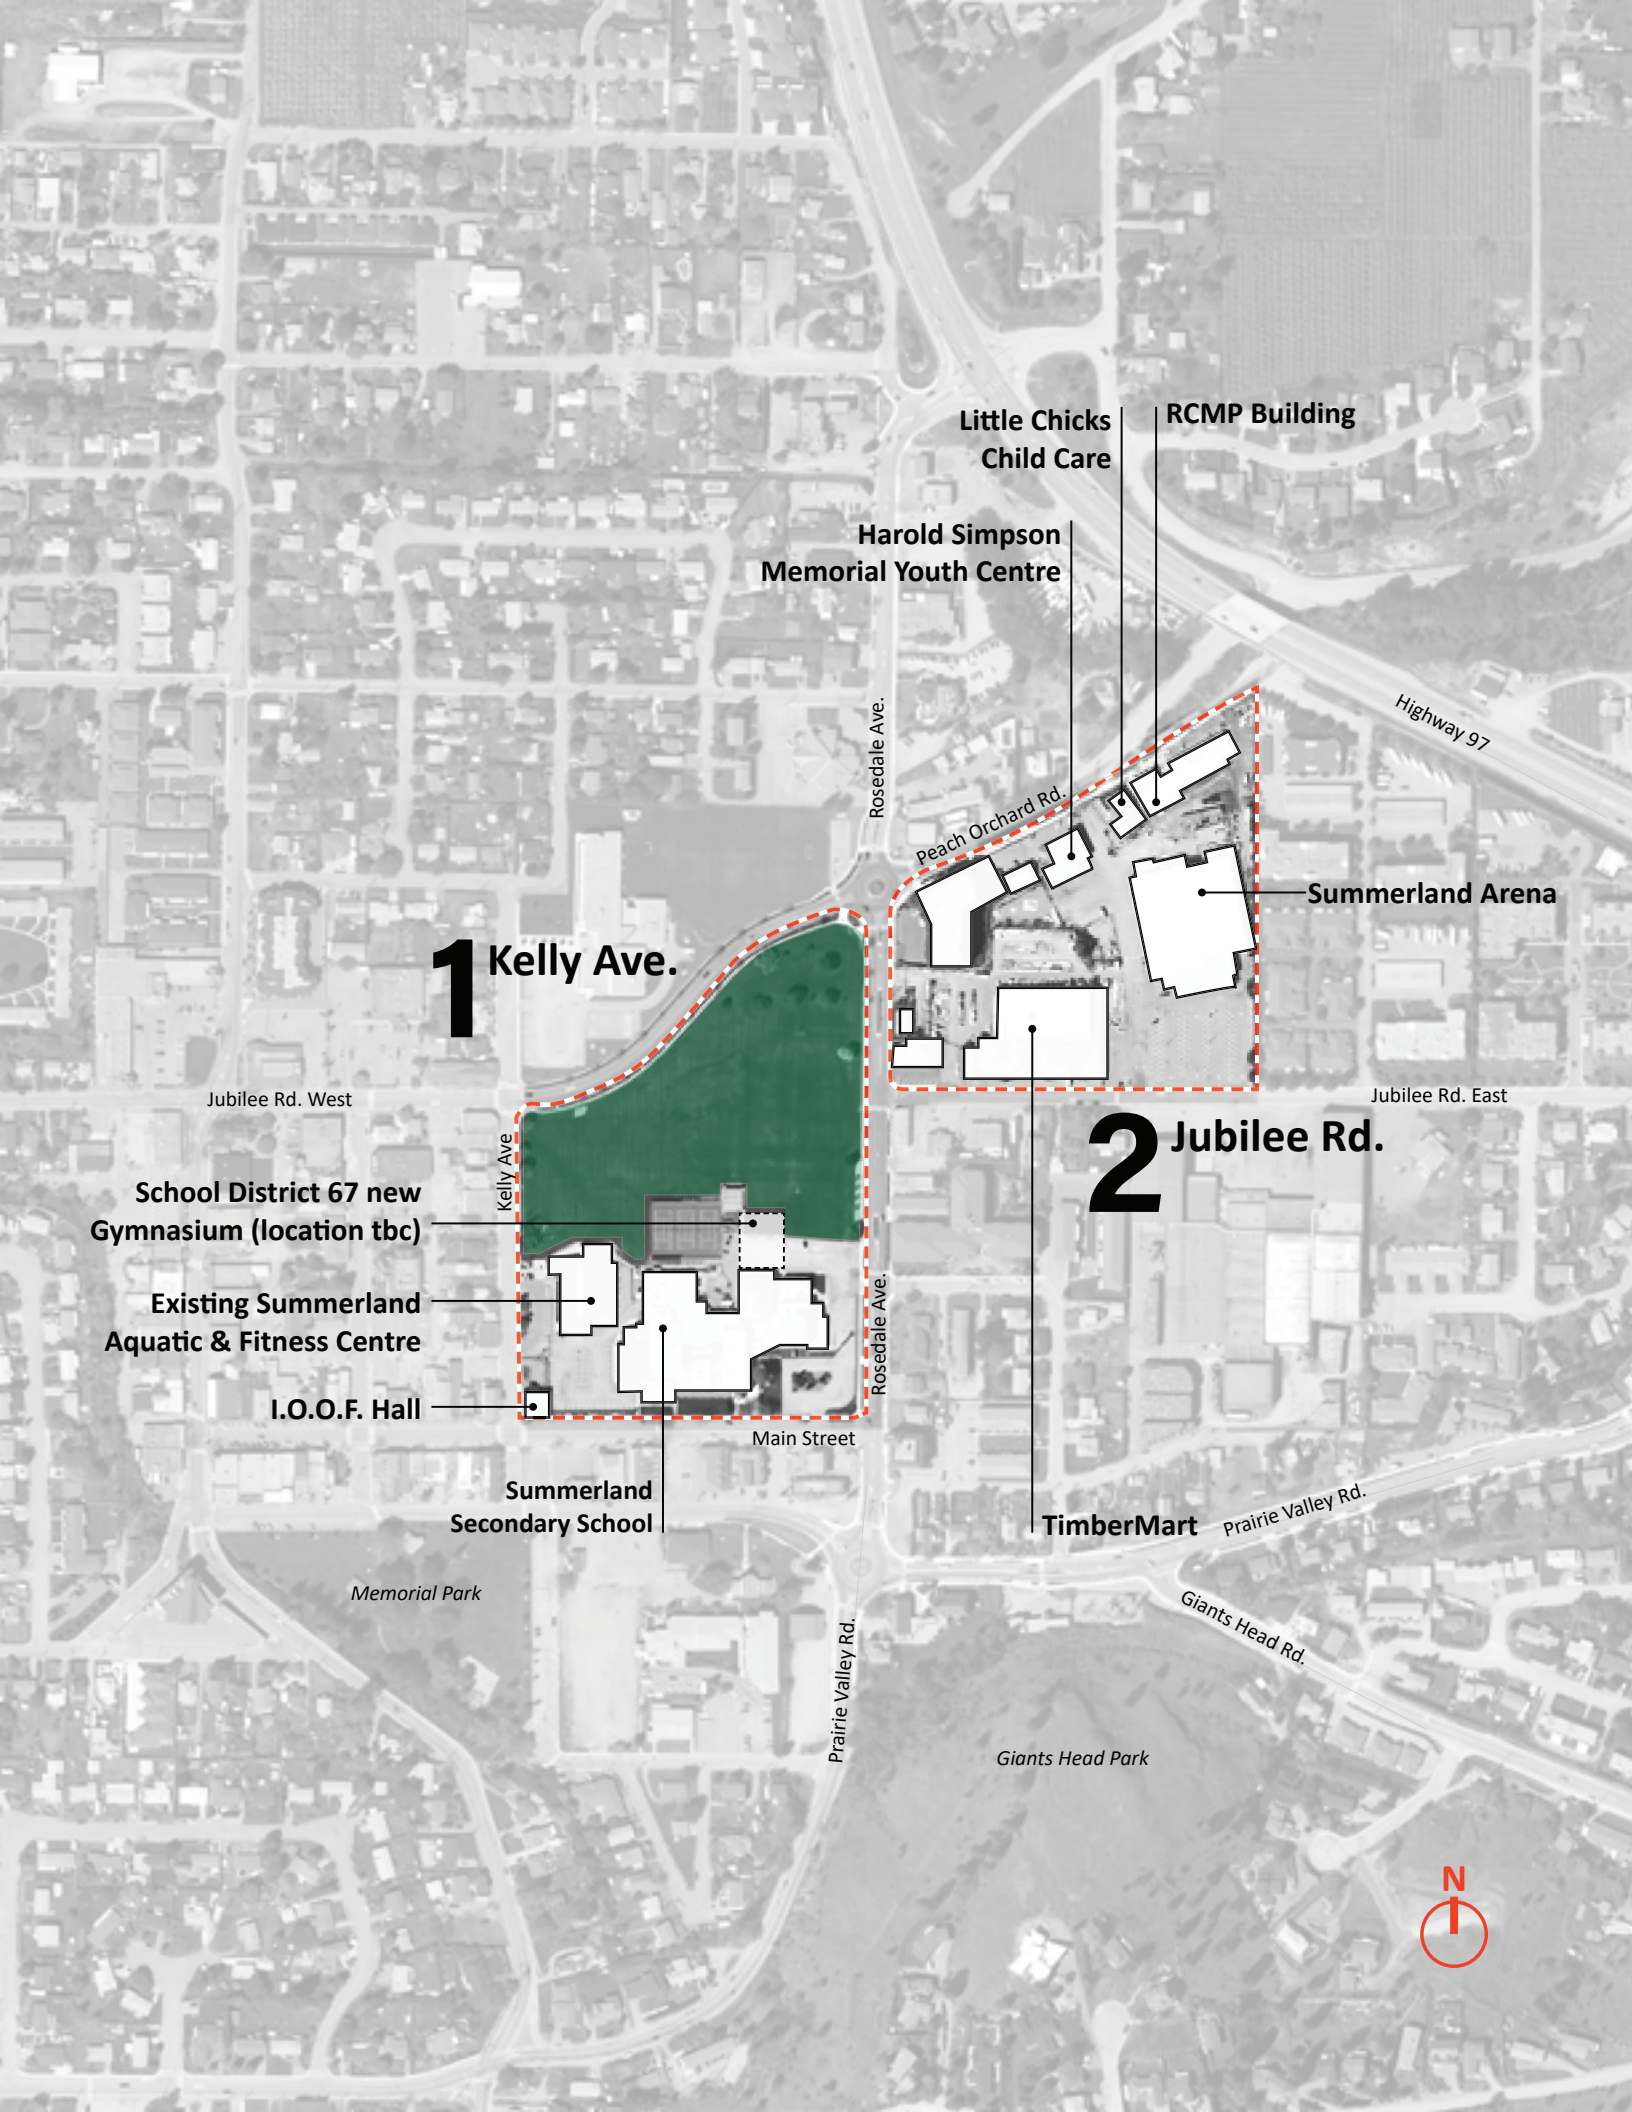 Little Chicks
Child Care
RCMP Building
Harold Simpson
Memorial Youth Centre
Highway 97
Rosedale Ave.
Peach Orchard Rd.
Summerland Arena
1 Kelly Ave.
Jubilee Rd. West
Jubilee Rd. East
2 Jubilee Rd.
Kelly Ave
School District 67 new
Gymnasium (location tbc)
Existing Summerland
Aquatic & Fitness Centre
Rosedale Ave.
I.O.O.F. Hall
Main Street
Summerland
Secondary School
TimberMart
Prairie Valley Rd.
Memorial Park
Giants Head Rd.
Prairie Valley Rd.
Giants Head Park
N